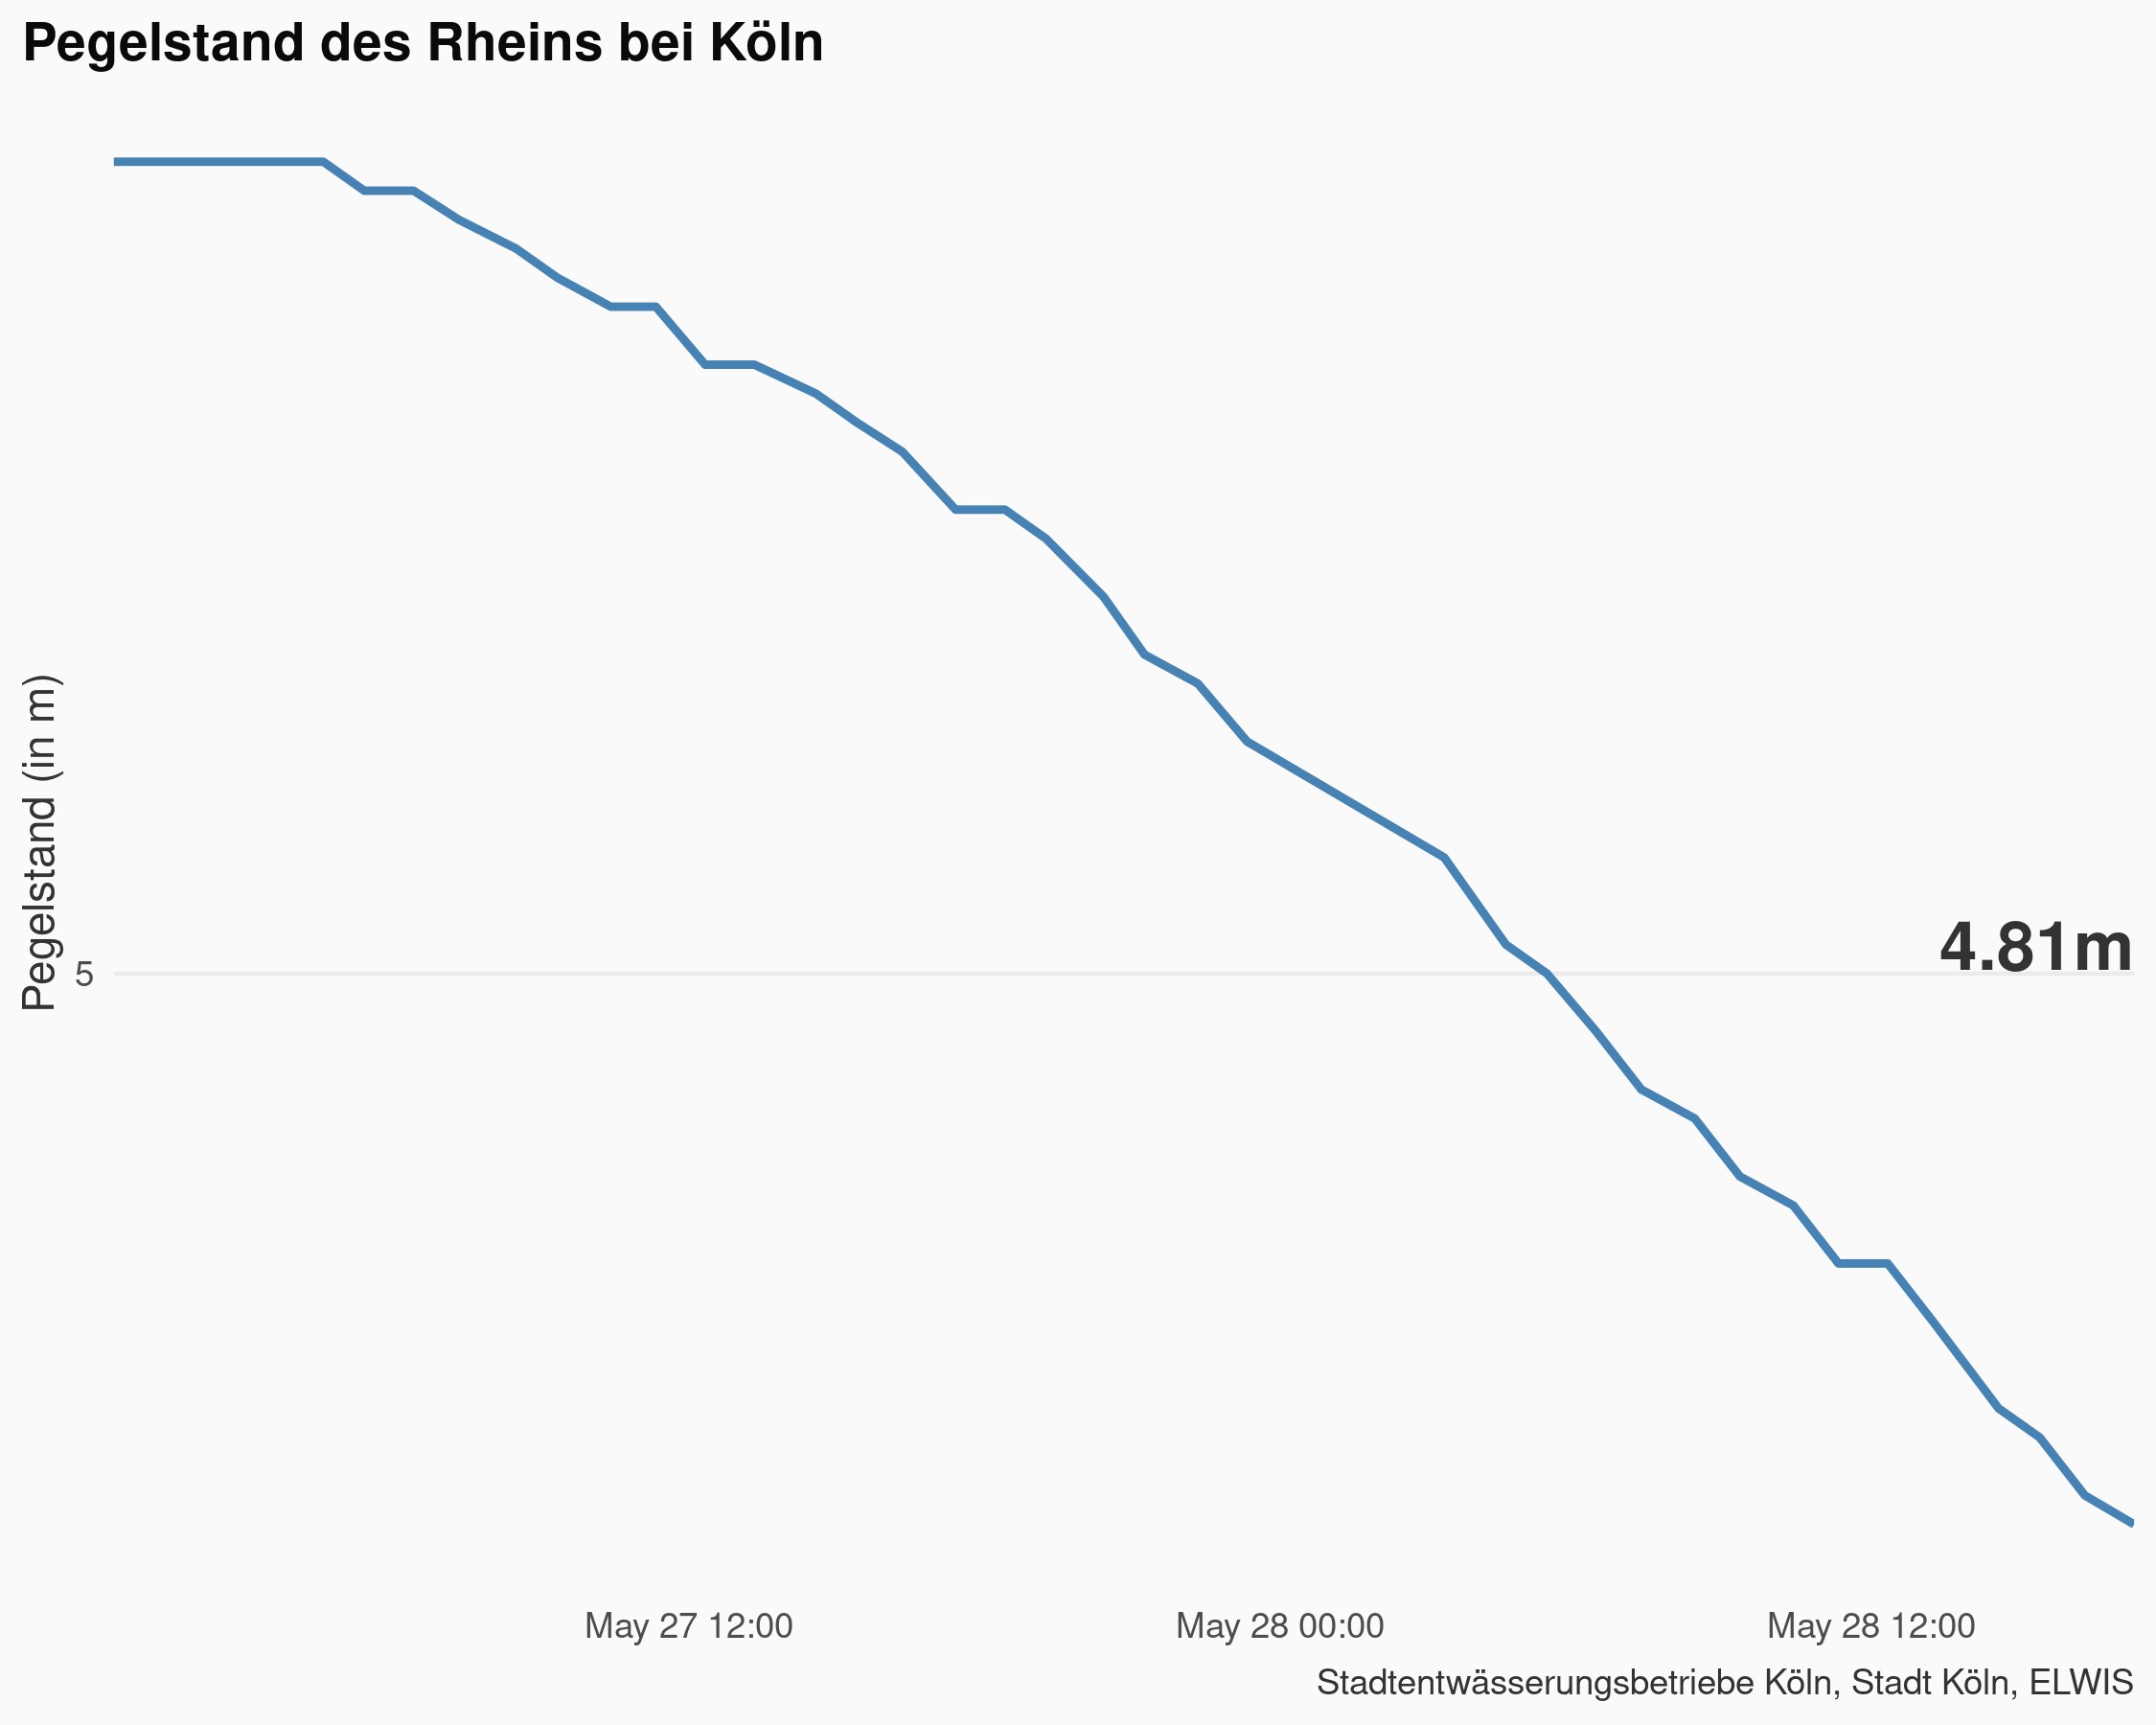 Pegelstand des Rheins bei Köln
Pegelstand (in m)
5
4.81m
May 27 12:00
May 28 00:00
May 28 12:00
Stadtentwässerungsbetriebe Köln, Stadt Köln, ELWIS